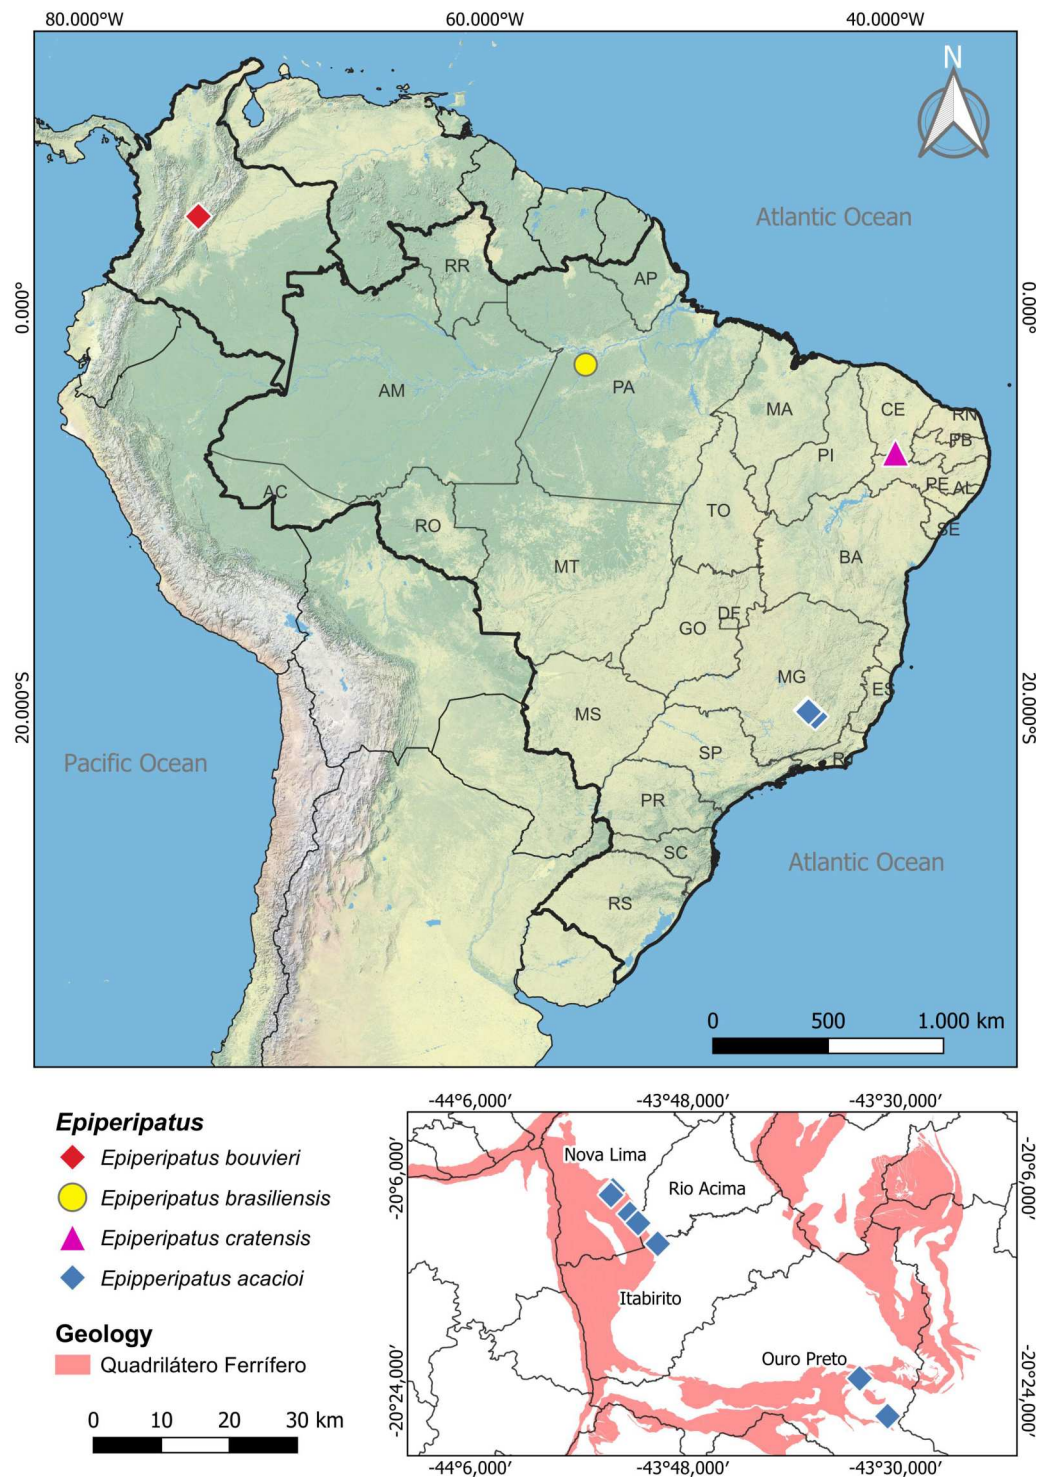 80.000°W 60.000°W 40.000°W
N
Atlantic Ocean
RR
AP
0.000°
0.000°
AM
PA
MA
CE
RN
PB
PI
PE
AL
AC
TO
SE
RO
BA
MT
DF
GO
MG
ES
20.000°S
20.000°S
MS
SP
RJ
Pacific Ocean
PR
SC
Atlantic Ocean
RS
0 500 1.000 km
Epiperipatus
Epiperipatus bouvieri
Epiperipatus brasiliensis
Epiperipatus cratensis
Epipperipatus acacioi
Geology
Quadrilátero Ferrífero
0 10 20 30 km
-44°6,000′ -43°48,000′ -43°30,000′
-20°6,000′
-20°6,000′
Nova Lima
Rio Acima
Itabirito
Ouro Preto
-20°24,000′
-20°24,000′
-44°6,000′ -43°48,000′ -43°30,000′